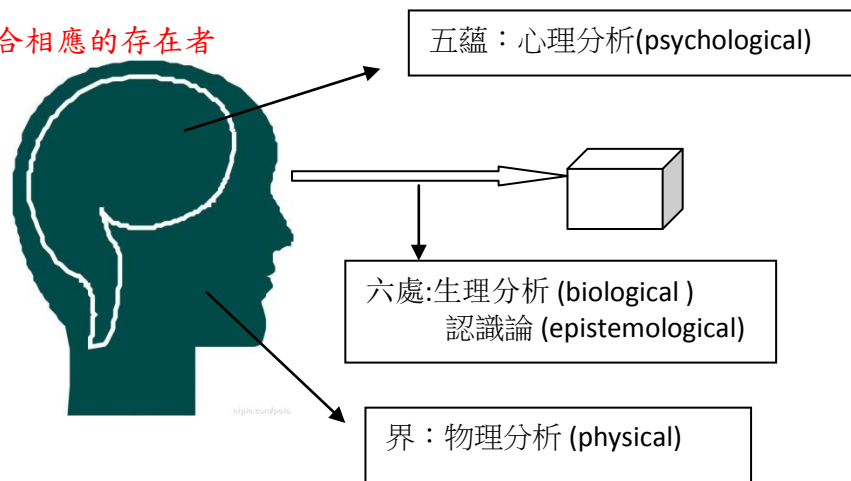 合相應的存在者
五蘊：心理分析(psychological)
六處:生理分析 (biological )
認識論 (epistemological)
界：物理分析 (physical)